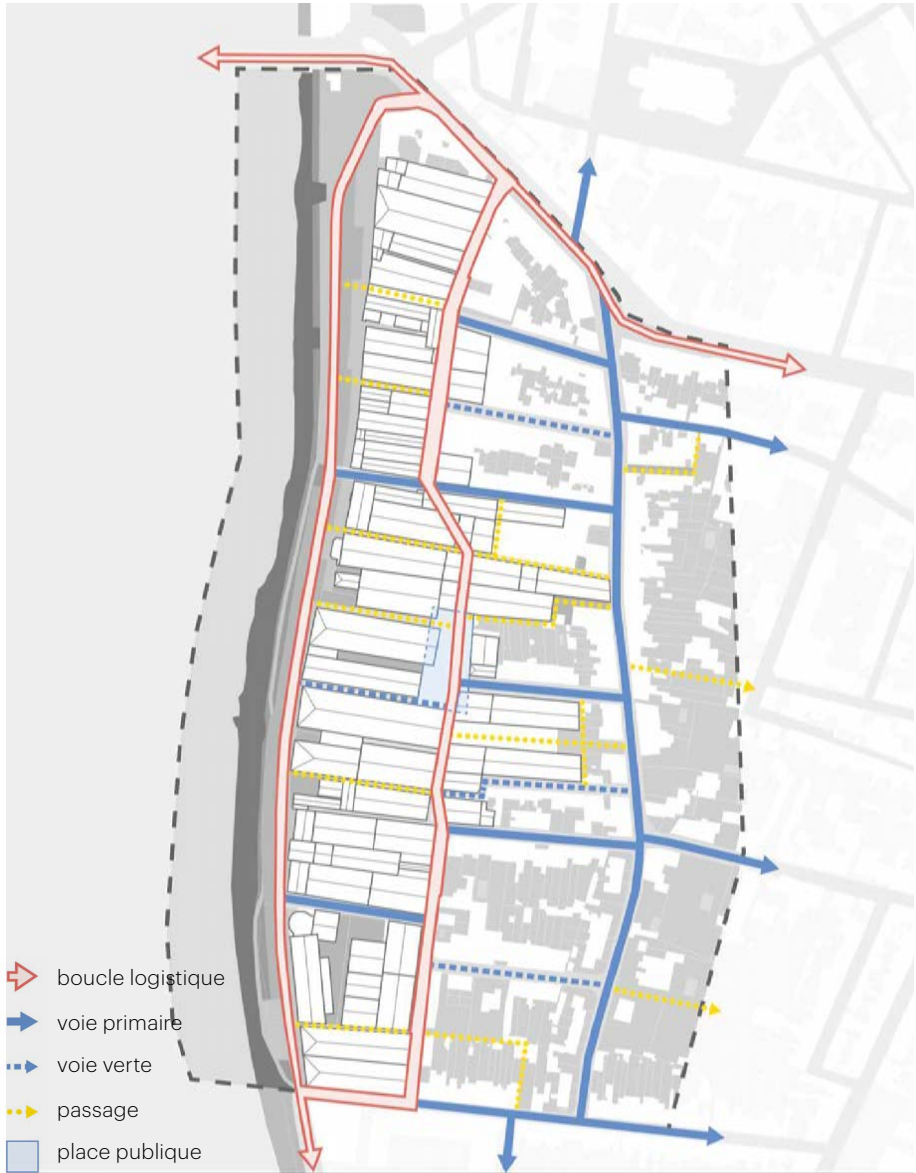 boucle logistique
voie primaire
voie verte
passage
place publique